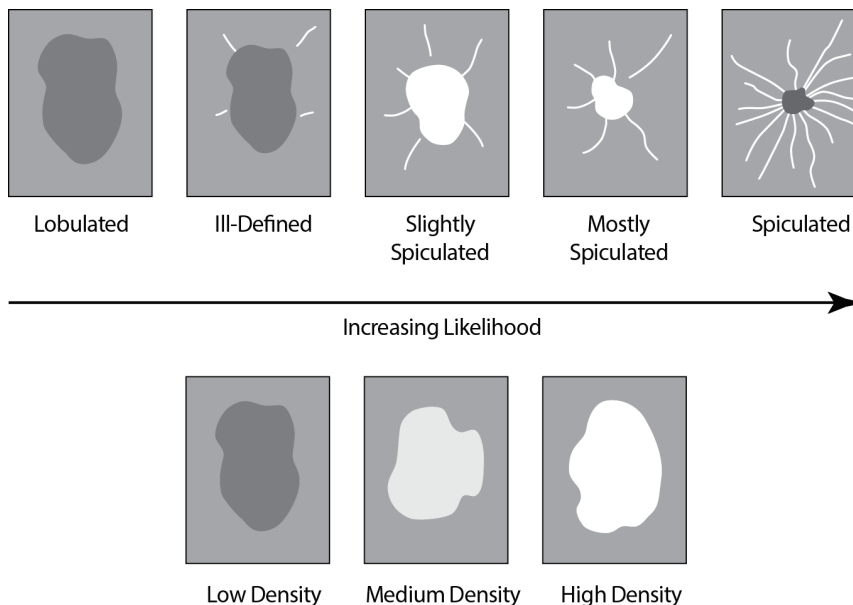 Lobulated
Ill-Defined
Slightly
Spiculated
Mostly
Spiculated
Spiculated
Increasing Likelihood
Low Density
Medium Density
High Density